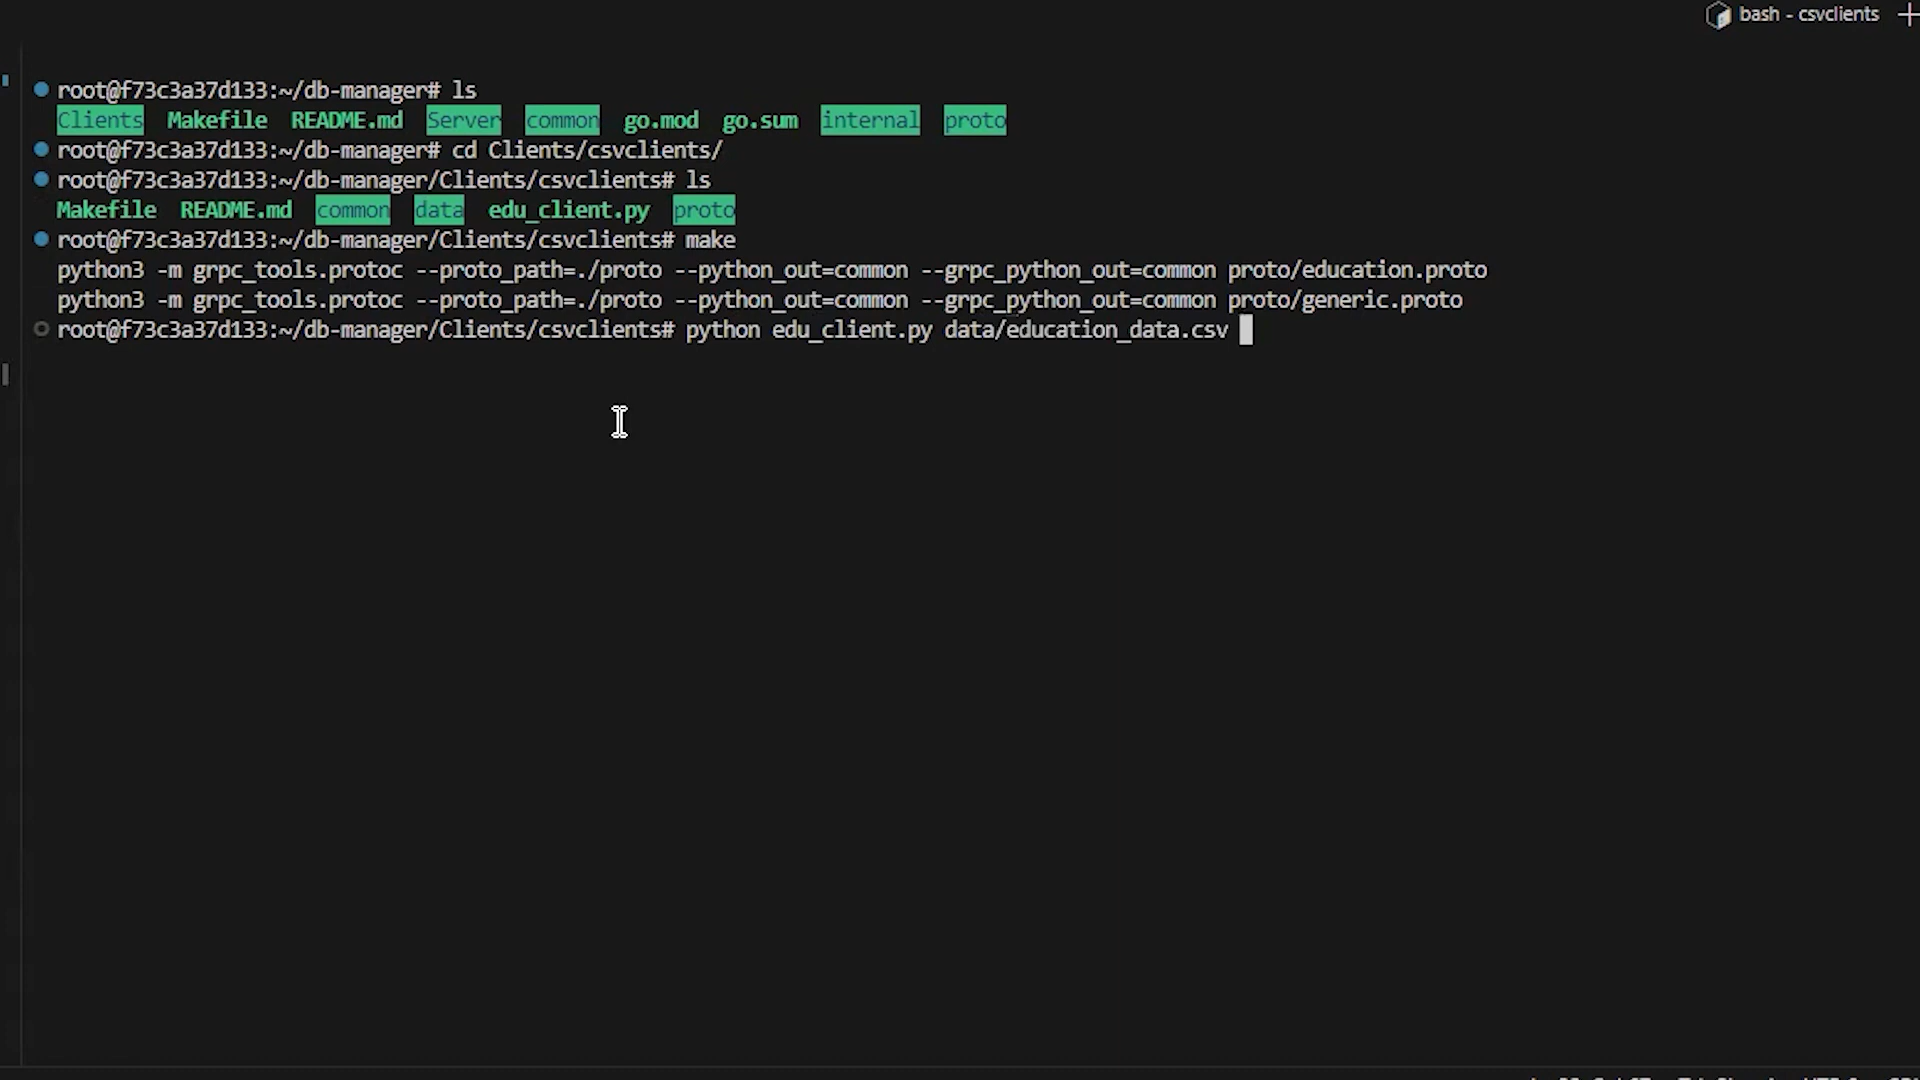 bash - csvclients
root@f73c3a37d133:~/db-manager# ls
Clients Makefile README.md Server common go.mod go.sum internal proto
root@f73c3a37d133:~/db-manager# cd Clients/csvclients/
root@f73c3a37d133:~/db-manager/Clients/csvclients# ls
Makefile README.md common data edu_client.py proto
root@f73c3a37d133:~/db-manager/Clients/csvclients# make
python3 -m grpc_tools.protoc --proto_path=./proto --python_out=common --grpc_python_out=common proto/education.proto
python3 -m grpc_tools.protoc --proto_path=./proto --python_out=common --grpc_python_out=common proto/generic.proto
root@f73c3a37d133:~/db-manager/Clients/csvclients# python edu_client.py data/education_data.csv